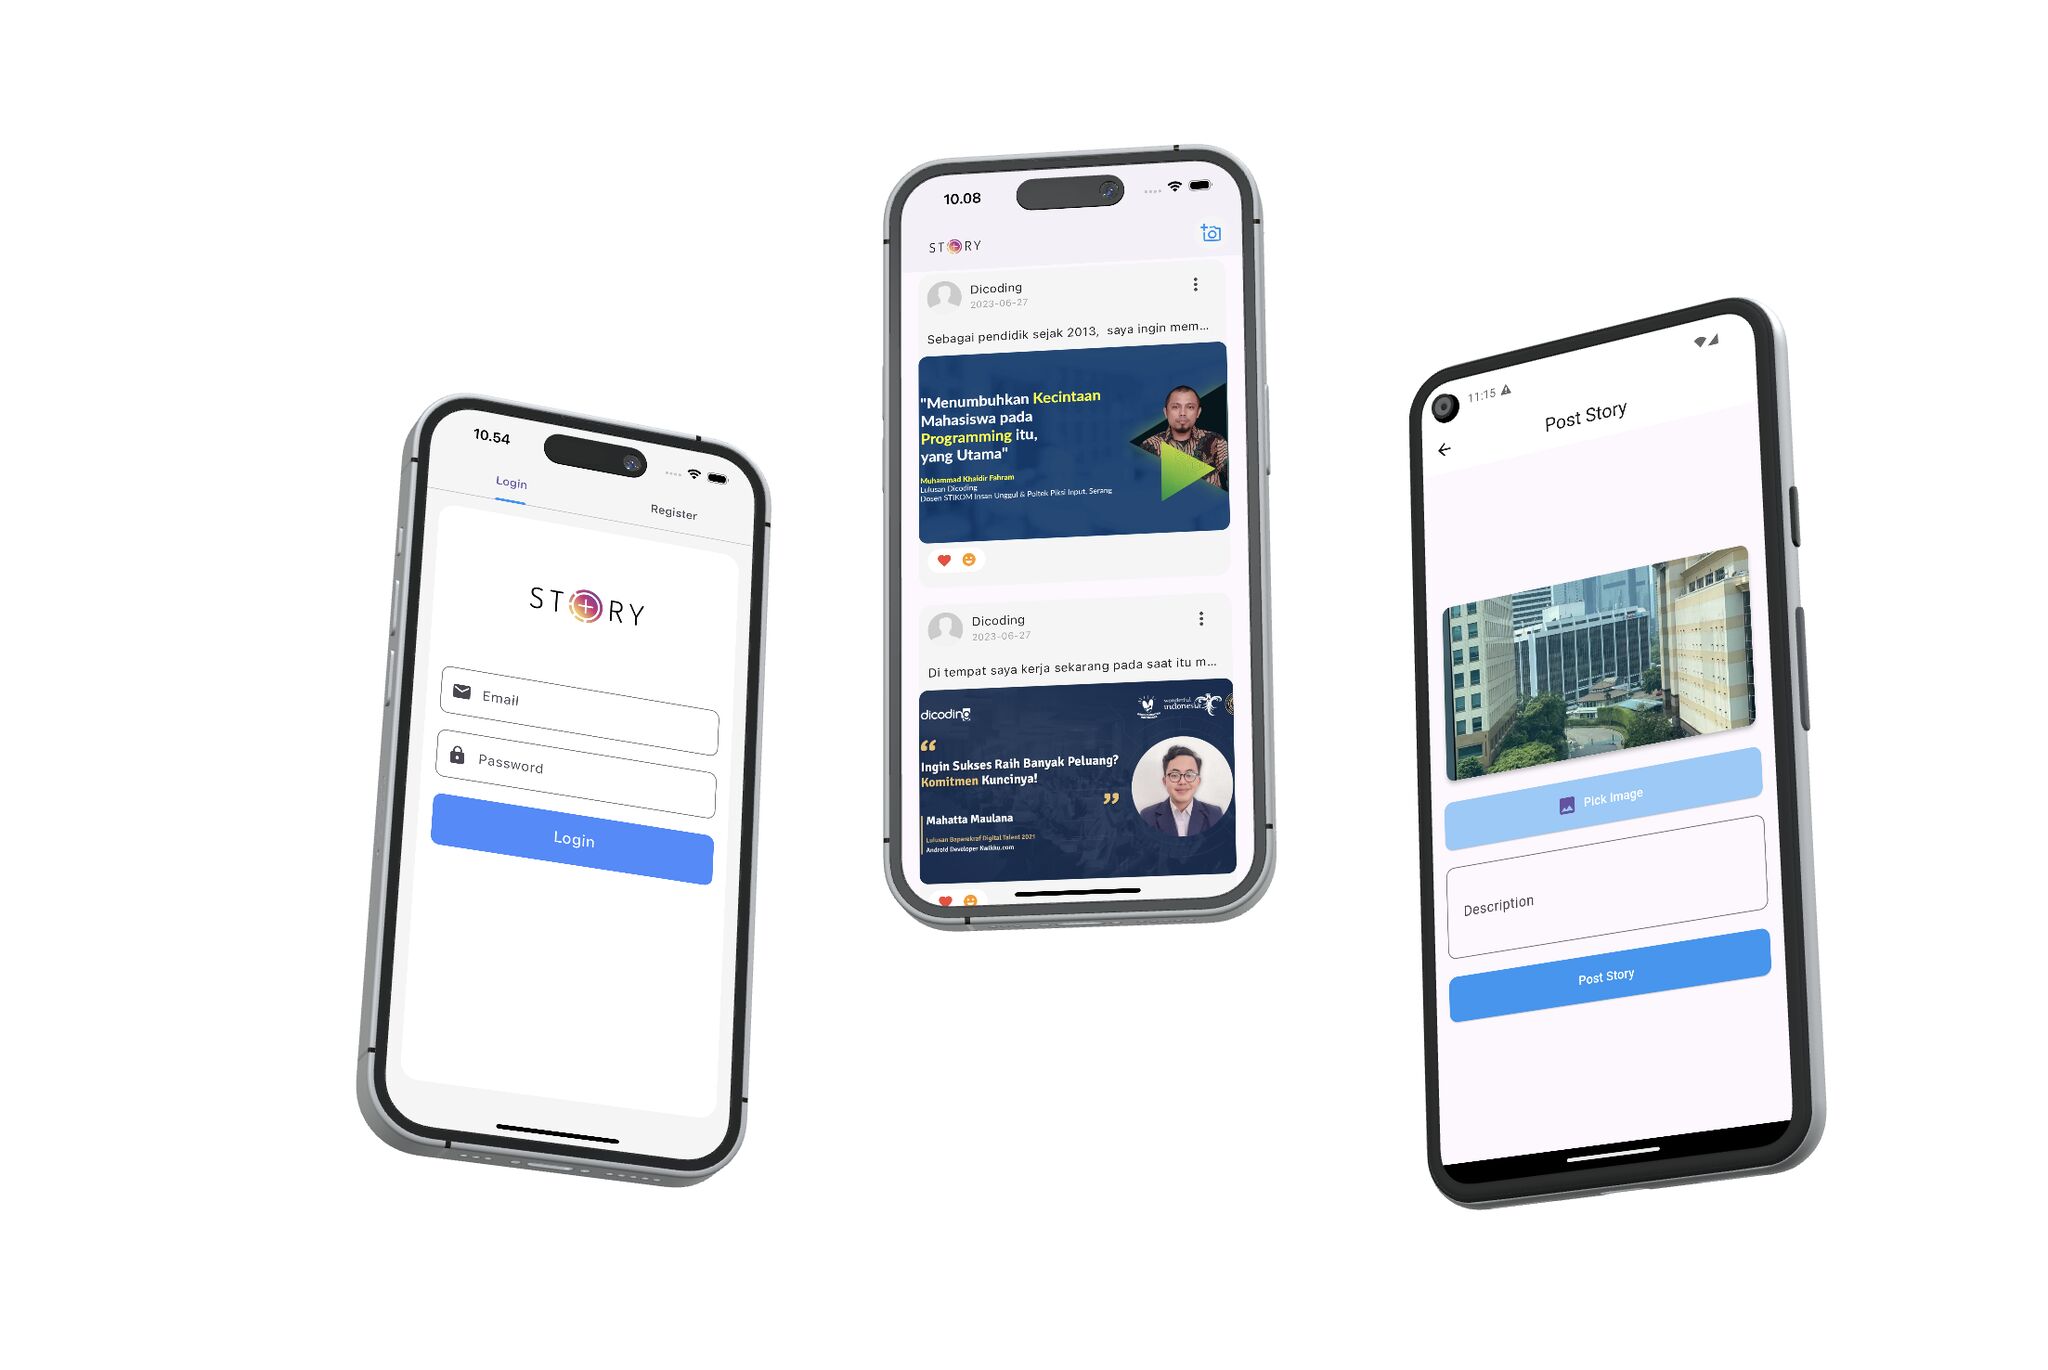 10.54
Login
Register
STORY
Email
Password
Login
10.08
STORY
Dicoding
2023-06-27
Sebagai pendidik sejak 2013, saya ingin mem...
"Menumbuhkan Kecintaan
Mahasiswa pada
Programming itu,
yang Utama"
Muhammad Khaidir Fahram
Lulusan Dicoding
Dosen STIKOM Insan Unggul & Poltek Piksi Input, Serang
Dicoding
2023-06-27
Di tempat saya kerja sekarang pada saat itu m...
dicoding
wonderful
indonesia
“
Ingin Sukses Raih Banyak Peluang?
Komitmen Kuncinya!
”
Mahatta Maulana
Lulusan Baparekraf Digital Talent 2021
Android Developer Kwikku.com
11:15
Post Story
Pick Image
Description
Post Story